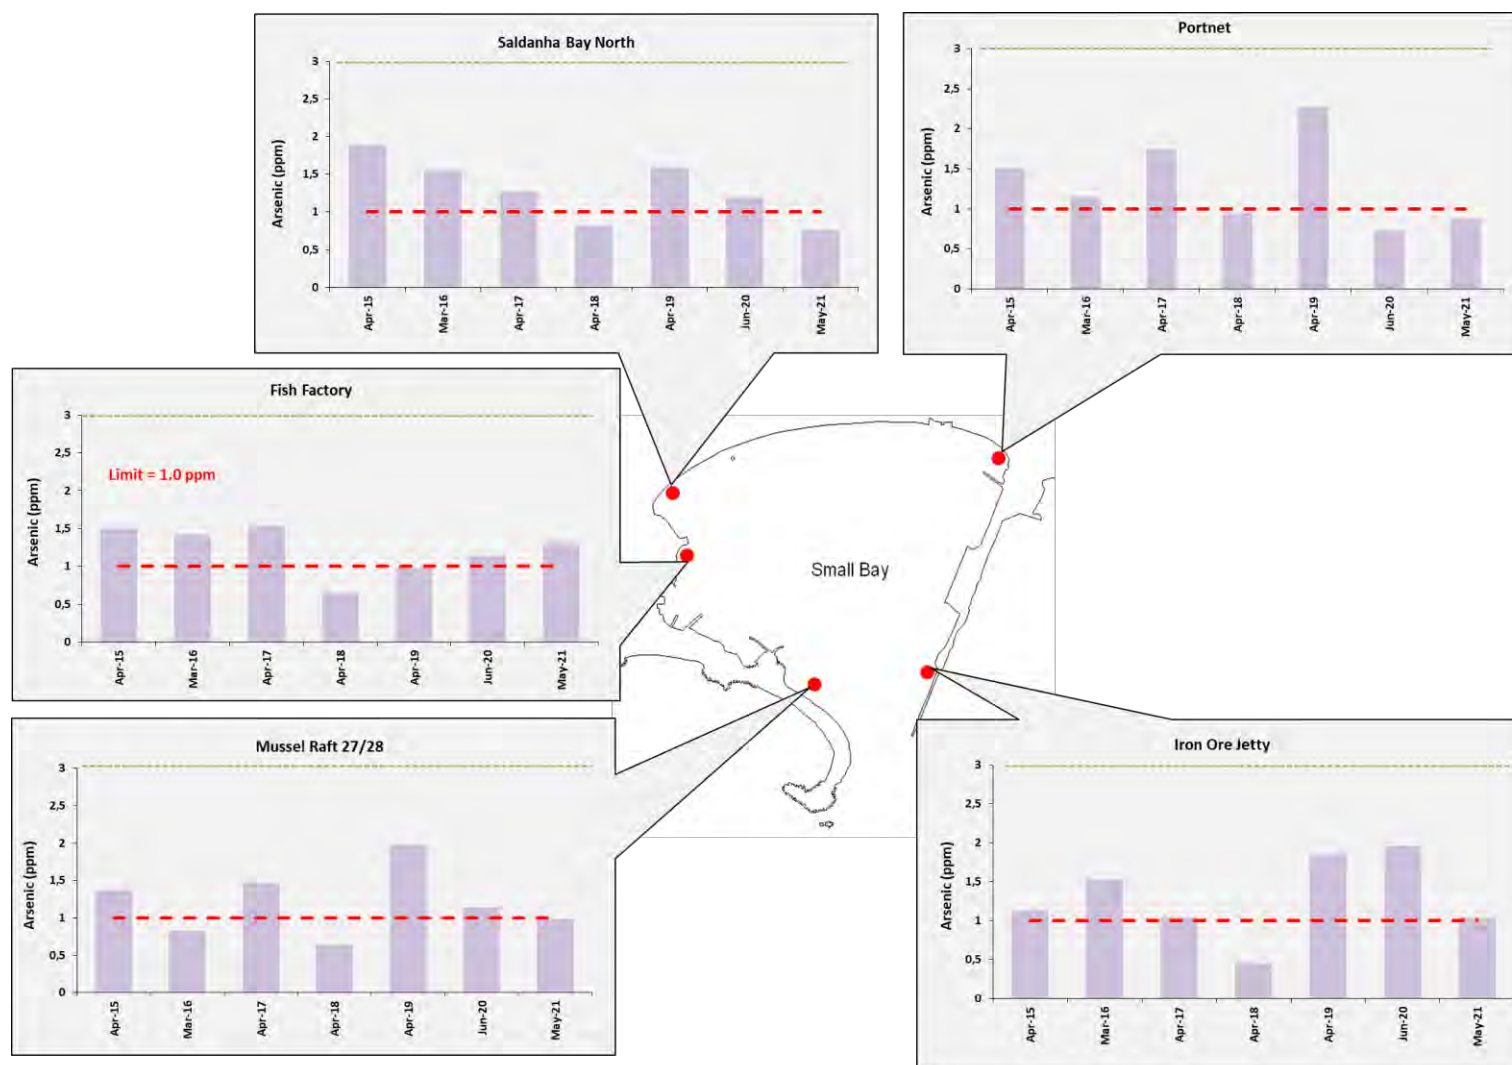 Saldanha Bay North
Arsenic (ppm)
3
2,5
2
1,5
1
0,5
0
Apr-15
Mar-16
Apr-17
Apr-18
Apr-19
Jun-20
May-21
Portnet
Arsenic (ppm)
3
2,5
2
1,5
1
0,5
0
Apr-15
Mar-16
Apr-17
Apr-18
Apr-19
Jun-20
May-21
Fish Factory
Arsenic (ppm)
3
2,5
2
1,5
1
0,5
0
Limit = 1.0 ppm
Apr-15
Mar-16
Apr-17
Apr-18
Apr-19
Jun-20
May-21
Small Bay
Mussel Raft 27/28
Arsenic (ppm)
3
2,5
2
1,5
1
0,5
0
Apr-15
Mar-16
Apr-17
Apr-18
Apr-19
Jun-20
May-21
Iron Ore Jetty
Arsenic (ppm)
3
2,5
2
1,5
1
0,5
0
Apr-15
Mar-16
Apr-17
Apr-18
Apr-19
Jun-20
May-21